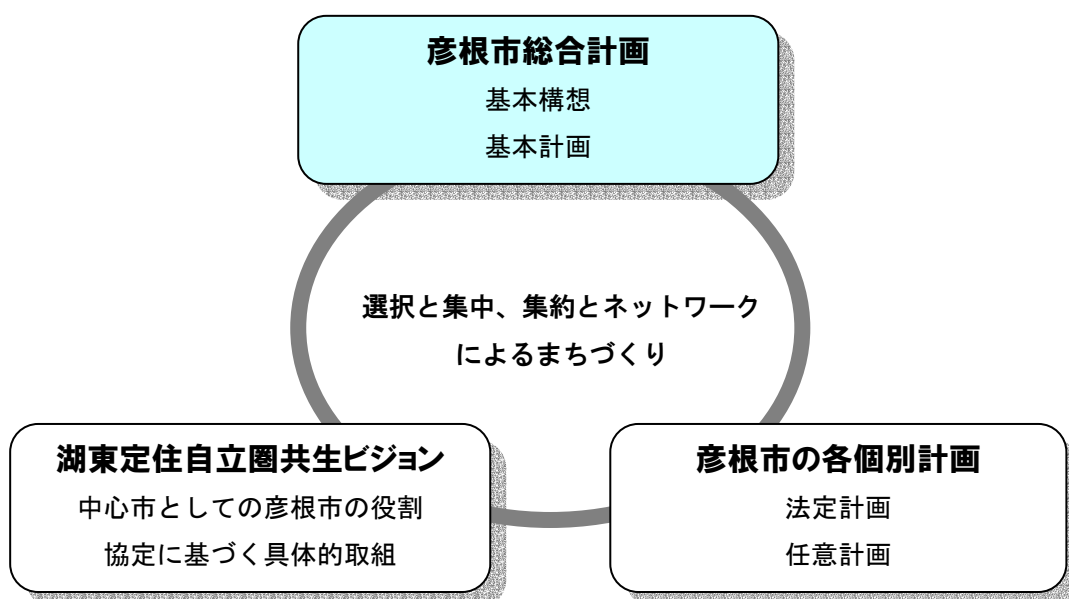 彦根市総合計画
基本構想
基本計画
選択と集中、集約とネットワーク
によるまちづくり
湖東定住自立圏共生ビジョン
中心市としての彦根市の役割
協定に基づく具体的取組
彦根市の各個別計画
法定計画
任意計画